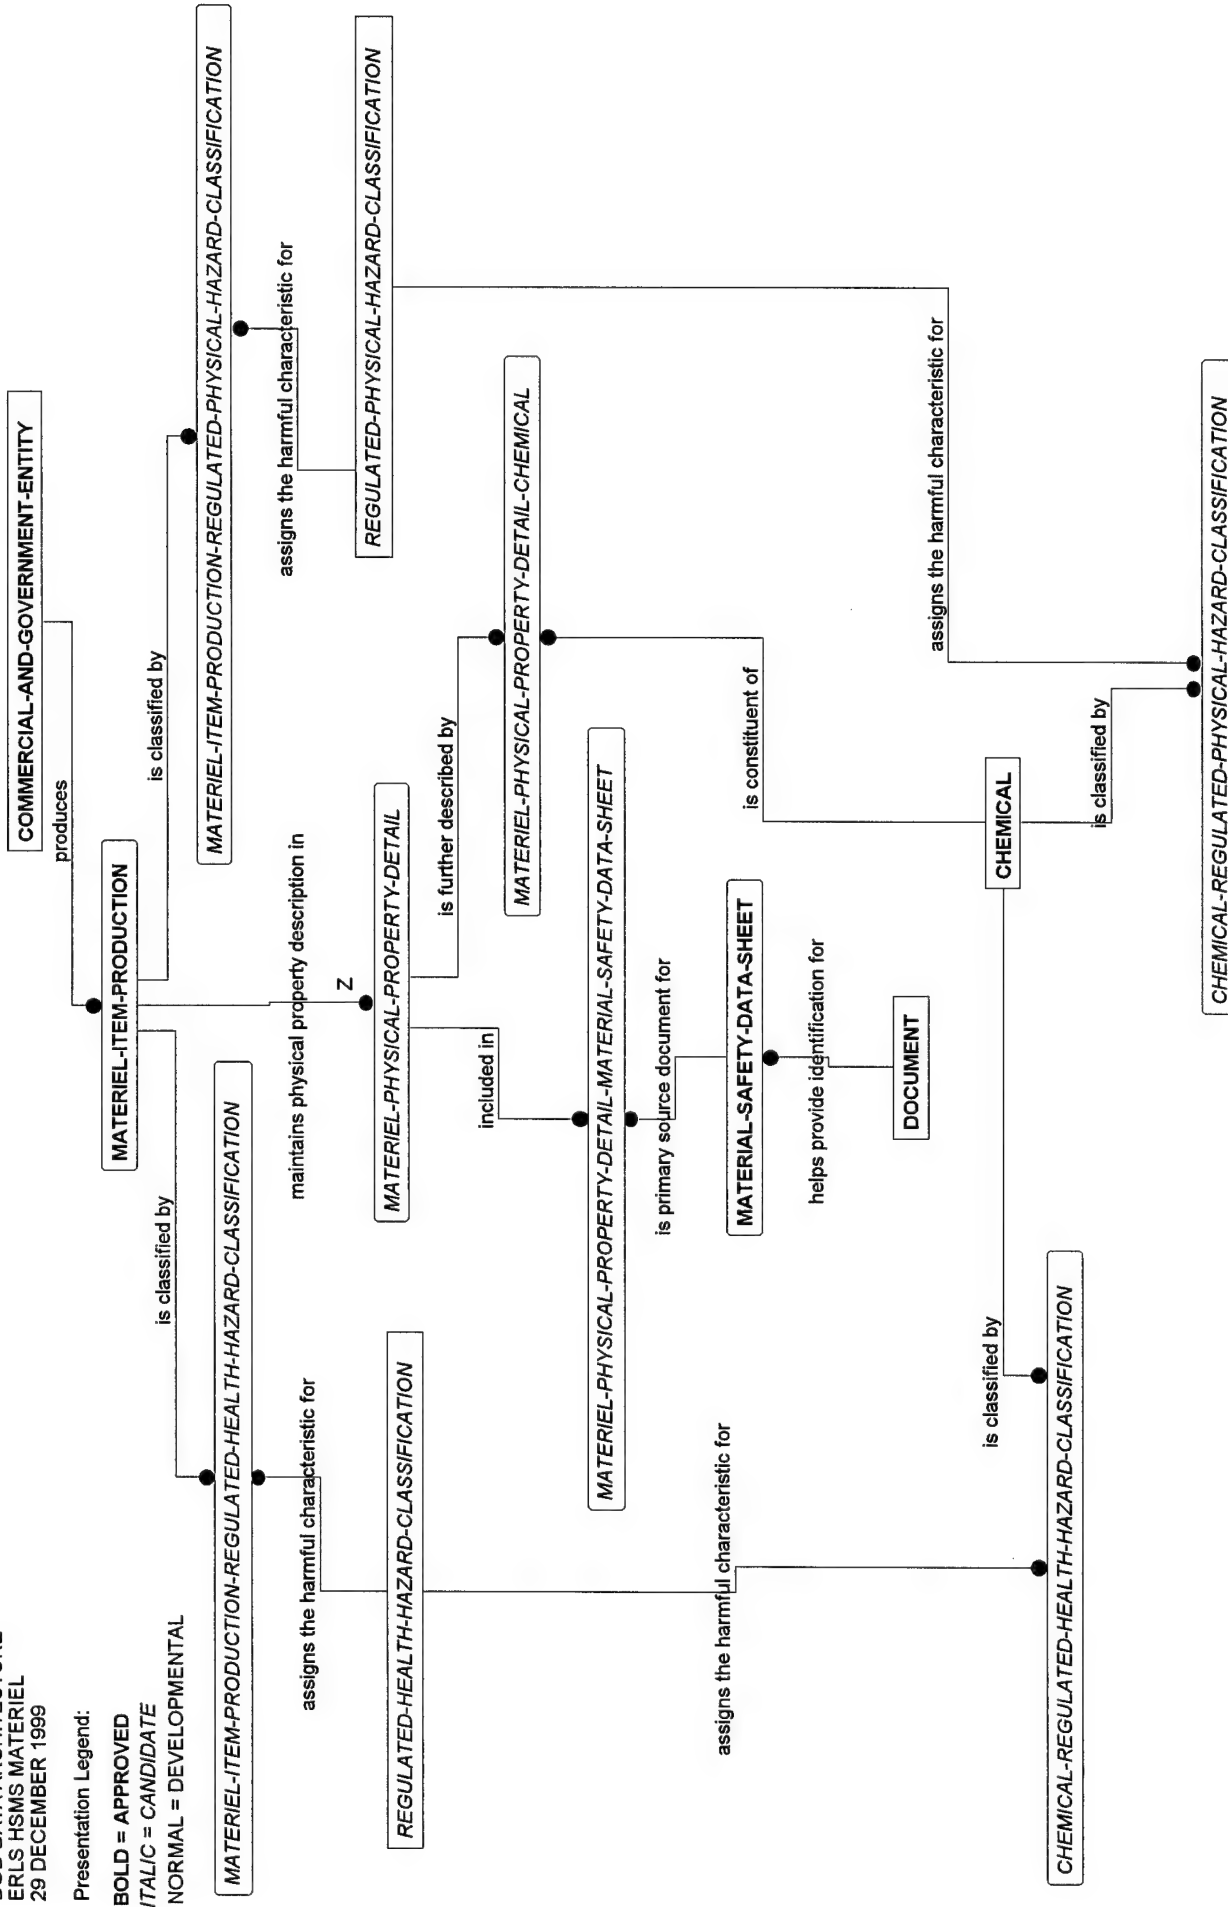 ERLS HSMS MATERIEL
29 DECEMBER 1999
Presentation Legend:
BOLD = APPROVED
ITALIC = CANDIDATE
NORMAL = DEVELOPMENTAL
COMMERCIAL-AND-GOVERNMENT-ENTITY
produces
MATERIEL-ITEM-PRODUCTION
is classified by
is classified by
MATERIEL-ITEM-PRODUCTION-REGULATED-PHYSICAL-HAZARD-CLASSIFICATION
MATERIEL-ITEM-PRODUCTION-REGULATED-HEALTH-HAZARD-CLASSIFICATION
maintains physical property description in
Z
assigns the harmful characteristic for
assigns the harmful characteristic for
REGULATED-PHYSICAL-HAZARD-CLASSIFICATION
MATERIEL-PHYSICAL-PROPERTY-DETAIL
REGULATED-HEALTH-HAZARD-CLASSIFICATION
is further described by
included in
MATERIEL-PHYSICAL-PROPERTY-DETAIL-CHEMICAL
MATERIEL-PHYSICAL-PROPERTY-DETAIL-MATERIAL-SAFETY-DATA-SHEET
is primary source document for
is constituent of
MATERIAL-SAFETY-DATA-SHEET
assigns the harmful characteristic for
helps provide identification for
DOCUMENT
assigns the harmful characteristic for
CHEMICAL
is classified by
is classified by
CHEMICAL-REGULATED-HEALTH-HAZARD-CLASSIFICATION
CHEMICAL-REGULATED-PHYSICAL-HAZARD-CLASSIFICATION